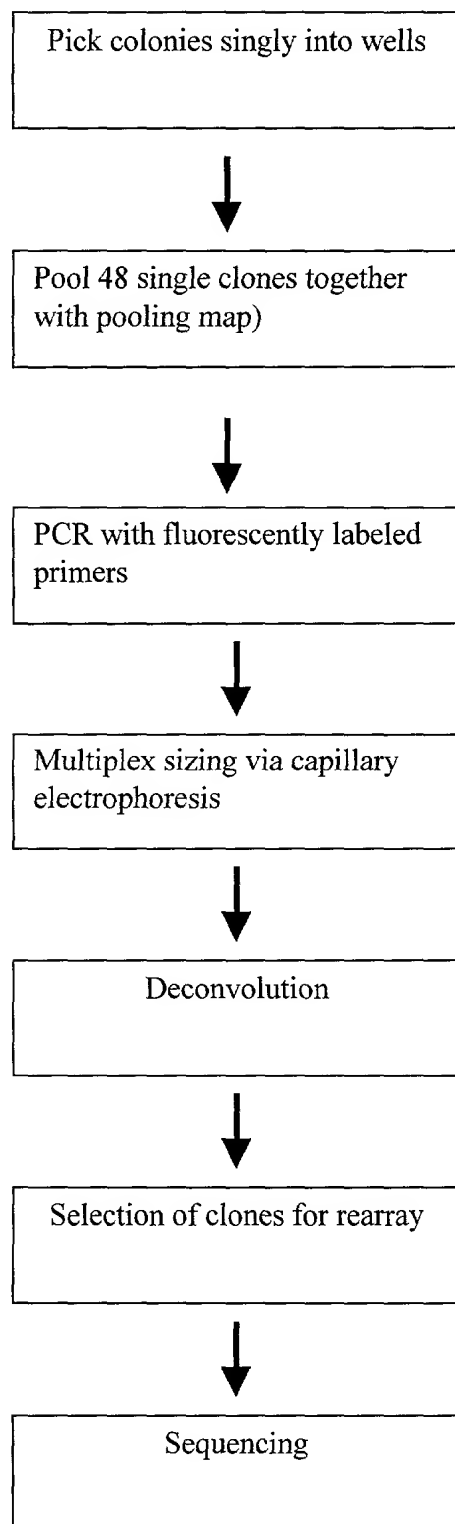 Pick colonies singly into wells
Pool 48 single clones together
with pooling map)
PCR with fluorescently labeled
primers
Multiplex sizing via capillary
electrophoresis
Deconvolution
Selection of clones for rearray
Sequencing